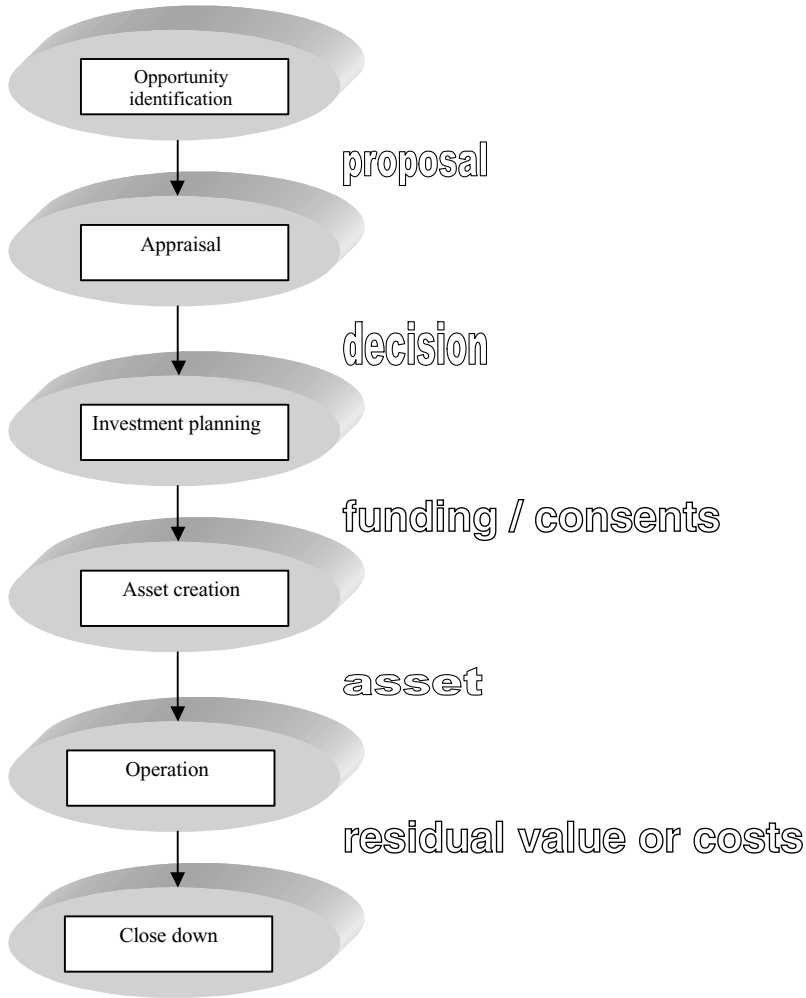 Opportunity
identification
proposal
Appraisal
decision
Investment planning
funding / consents
Asset creation
asset
Operation
residual value or costs
Close down